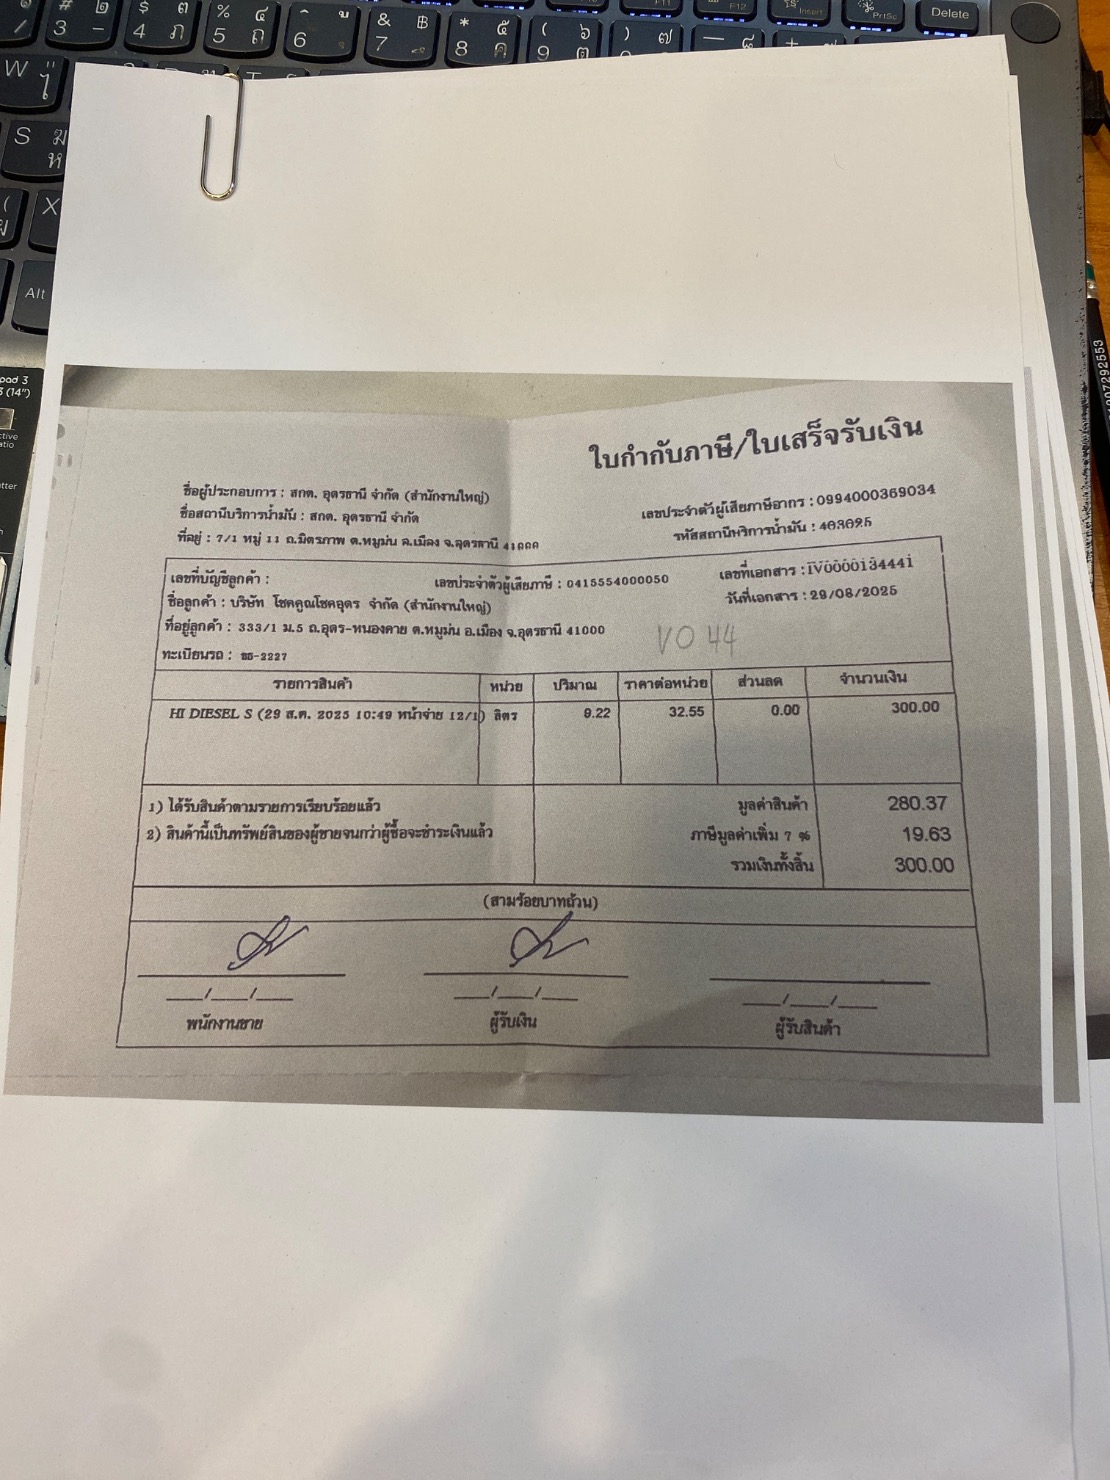 ใบกำกับภาษี/ใบเสร็จรับเงิน
ชื่อผู้ประกอบการ : สกต. อุดรธานี จำกัด (สำนักงานใหญ่)
เลขประจำตัวผู้เสียภาษีอากร : 0994000369034
ชื่อสถานีบริการน้ำมัน : สกต. อุดรธานี จำกัด
รหัสสถานีบริการน้ำมัน : 403025
ที่อยู่ : 7/1 หมู่ 11 ถ.มิตรภาพ ต.หมูม่น อ.เมือง จ.อุดรธานี 41000
เลขที่บัญชีลูกค้า :
เลขประจำตัวผู้เสียภาษี : 0415554000050
เลขที่เอกสาร : IV0000134441
ชื่อลูกค้า : บริษัท โชคคูณโชคอุดร จำกัด (สำนักงานใหญ่)
วันที่เอกสาร : 29/08/2025
ที่อยู่ลูกค้า : 333/1 ม.5 ถ.อุดร-หนองคาย ต.หมูม่น อ.เมือง จ.อุดรธานี 41000
VO 44
ทะเบียนรถ :
รายการสินค้า หน่วย ปริมาณ ราคาต่อหน่วย ส่วนลด จำนวนเงิน
HI DIESEL S (29 ส.ค. 2025 10:49 หน้าจ่าย 12/1) ลิตร 9.22 32.55 0.00 300.00
1) ได้รับสินค้าตามรายการเรียบร้อยแล้ว
มูลค่าสินค้า 280.37
2) สินค้านี้เป็นทรัพย์สินของผู้ขายจนกว่าผู้ซื้อจะชำระเงินแล้ว
ภาษีมูลค่าเพิ่ม 7 % 19.63
รวมเงินทั้งสิ้น 300.00
(สามร้อยบาทถ้วน)
___/___/___ ___/___/___ ___/___/___
พนักงานขาย ผู้รับเงิน ผู้รับสินค้า